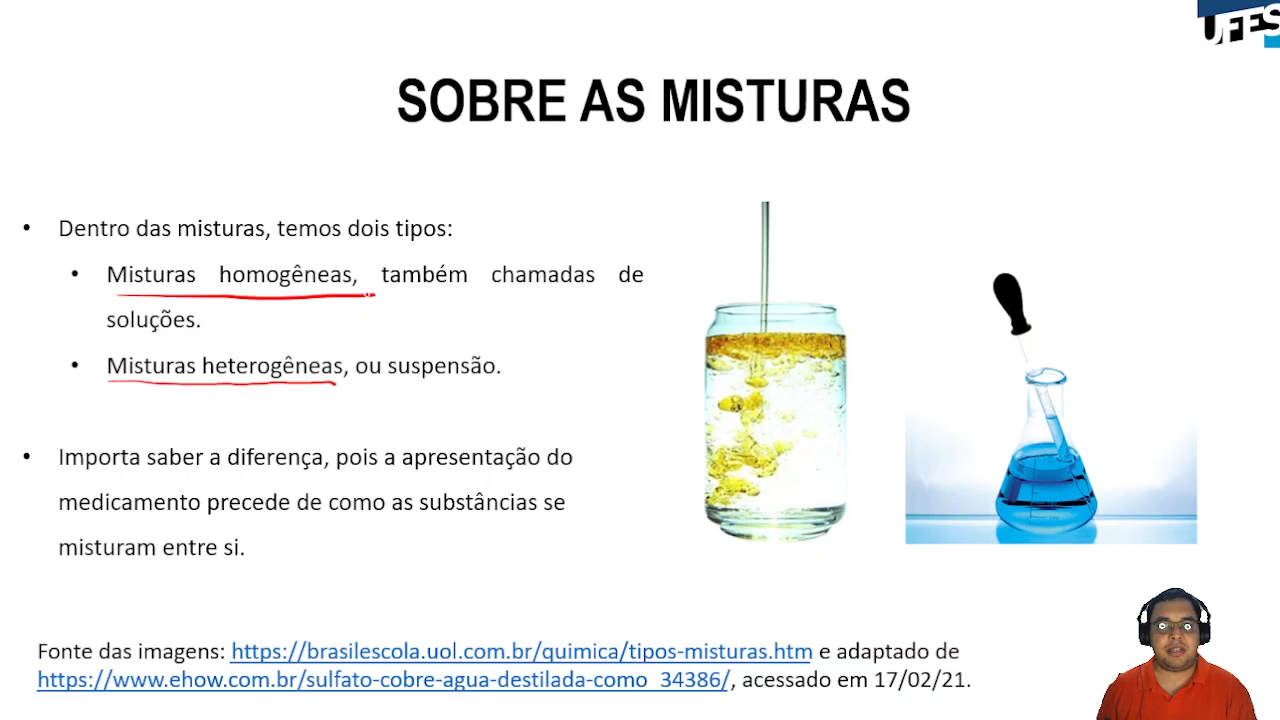 UFES
SOBRE AS MISTURAS
• Dentro das misturas, temos dois tipos:
• Misturas homogêneas, também chamadas de
soluções.
• Misturas heterogêneas, ou suspensão.
• Importa saber a diferença, pois a apresentação do
medicamento precede de como as substâncias se
misturam entre si.
Fonte das imagens: https://brasilescola.uol.com.br/quimica/tipos-misturas.htm e adaptado de
https://www.ehow.com.br/sulfato-cobre-agua-destilada-como_34386/, acessado em 17/02/21.